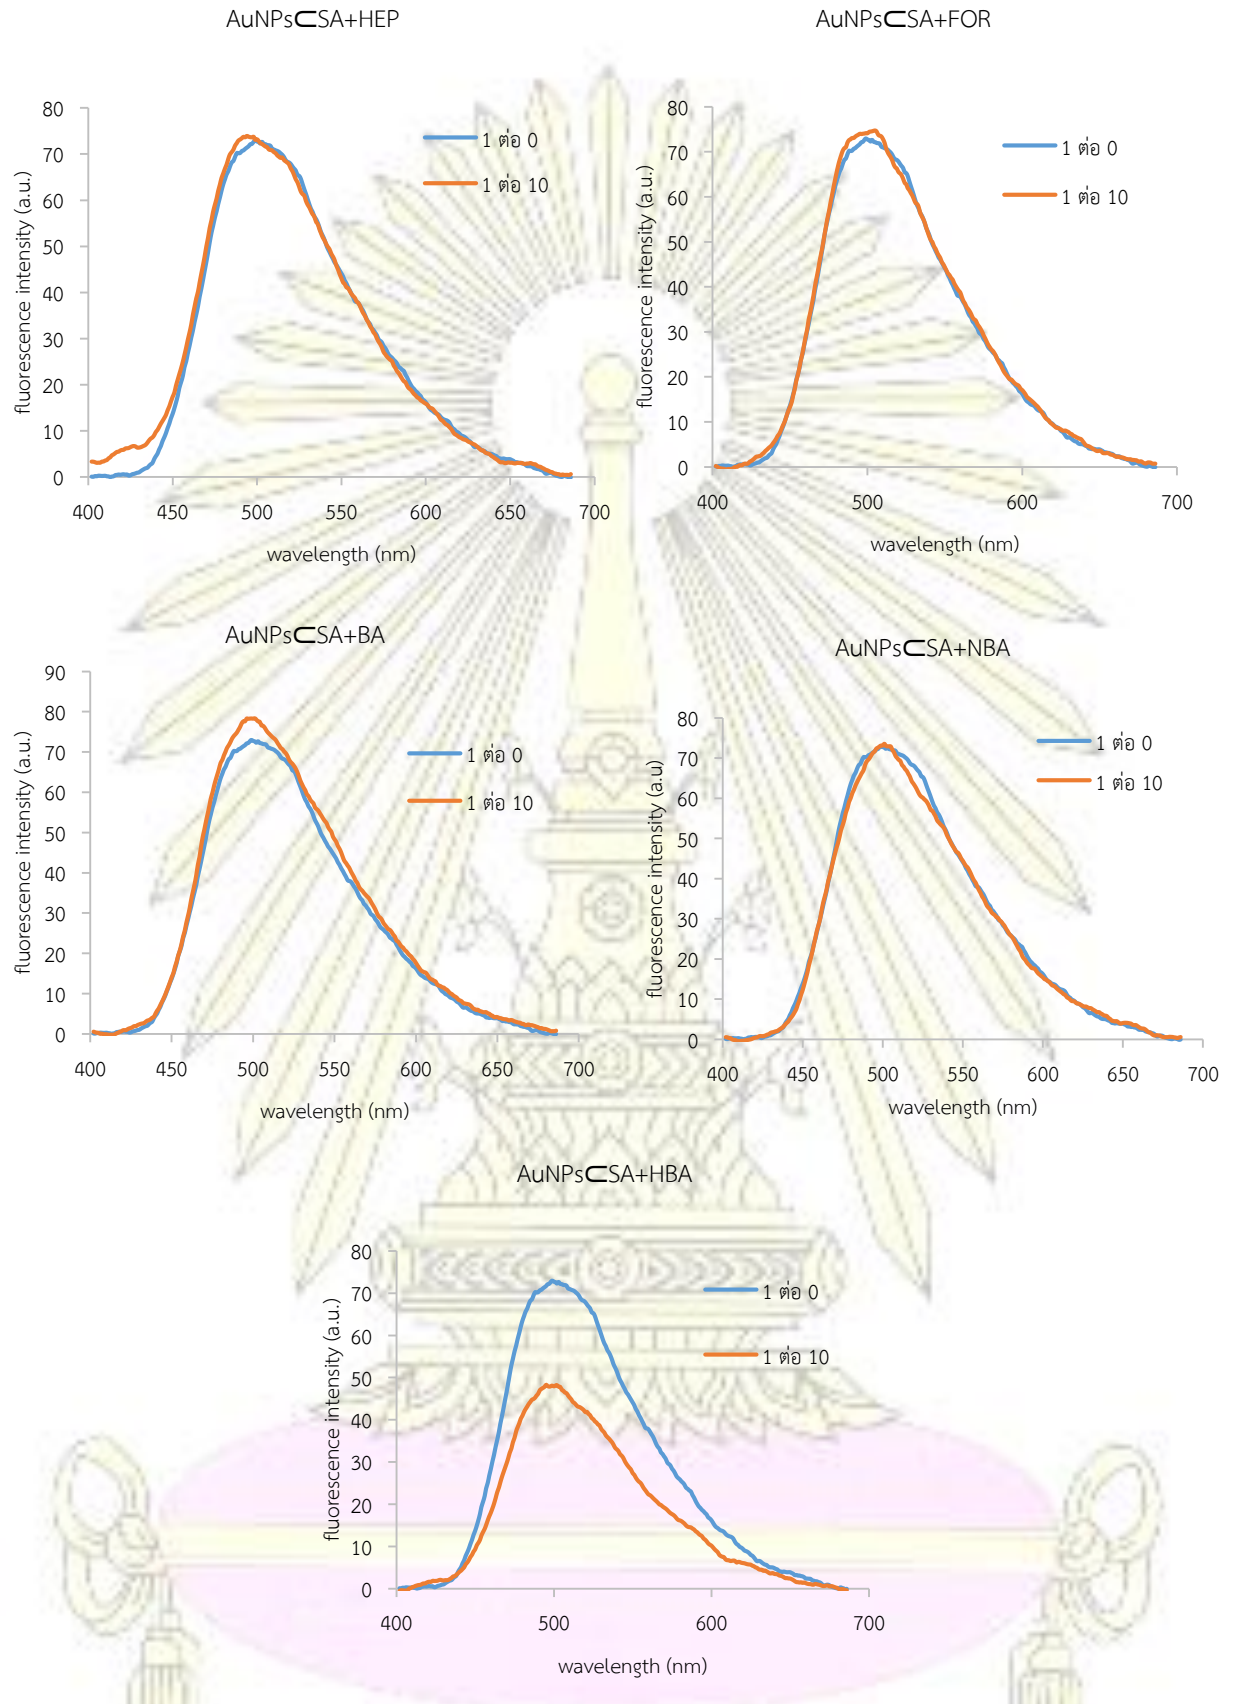 AuNPs⊂SA+HEP
80
70
60
50
40
30
20
10
0
400 450 500 550 600 650 700
fluorescence intensity (a.u.)
wavelength (nm)
1 ต่อ 0
1 ต่อ 10
AuNPs⊂SA+FOR
80
70
60
50
40
30
20
10
0
400 500 600 700
fluorescence intensity (a.u.)
wavelength (nm)
1 ต่อ 0
1 ต่อ 10
AuNPs⊂SA+BA
90
80
70
60
50
40
30
20
10
0
400 450 500 550 600 650 700
fluorescence intensity (a.u.)
wavelength (nm)
1 ต่อ 0
1 ต่อ 10
AuNPs⊂SA+NBA
80
70
60
50
40
30
20
10
0
400 450 500 550 600 650 700
fluorescence intensity (a.u)
wavelength (nm)
1 ต่อ 0
1 ต่อ 10
AuNPs⊂SA+HBA
80
70
60
50
40
30
20
10
0
400 500 600 700
fluorescence intensity (a.u.)
wavelength (nm)
1 ต่อ 0
1 ต่อ 10